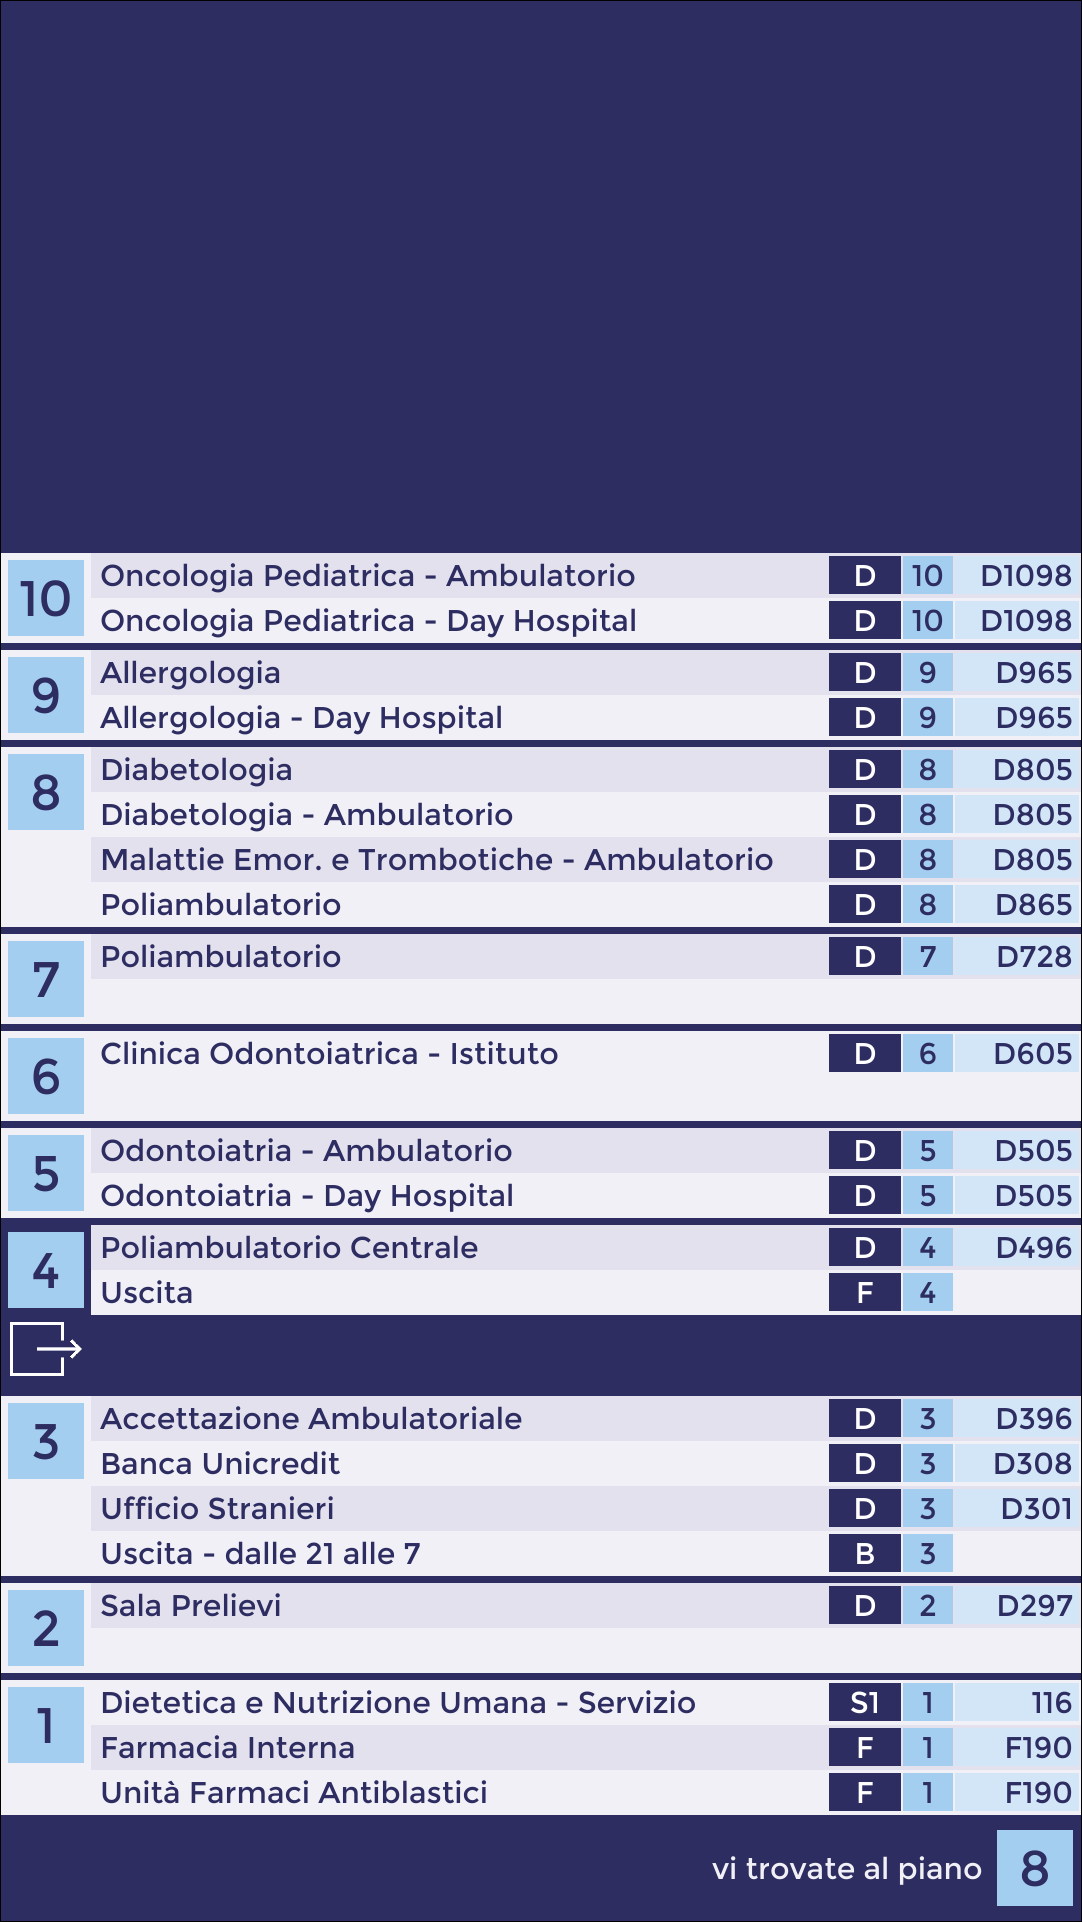 10
Oncologia Pediatrica - Ambulatorio D 10 D1098
Oncologia Pediatrica - Day Hospital D 10 D1098
9
Allergologia D 9 D965
Allergologia - Day Hospital D 9 D965
8
Diabetologia D 8 D805
Diabetologia - Ambulatorio D 8 D805
Malattie Emor. e Trombotiche - Ambulatorio D 8 D805
Poliambulatorio D 8 D865
7
Poliambulatorio D 7 D728
6
Clinica Odontoiatrica - Istituto D 6 D605
5
Odontoiatria - Ambulatorio D 5 D505
Odontoiatria - Day Hospital D 5 D505
4
Poliambulatorio Centrale D 4 D496
Uscita F 4
3
Accettazione Ambulatoriale D 3 D396
Banca Unicredit D 3 D308
Ufficio Stranieri D 3 D301
Uscita - dalle 21 alle 7 B 3
2
Sala Prelievi D 2 D297
1
Dietetica e Nutrizione Umana - Servizio S1 1 116
Farmacia Interna F 1 F190
Unità Farmaci Antiblastici F 1 F190
vi trovate al piano 8